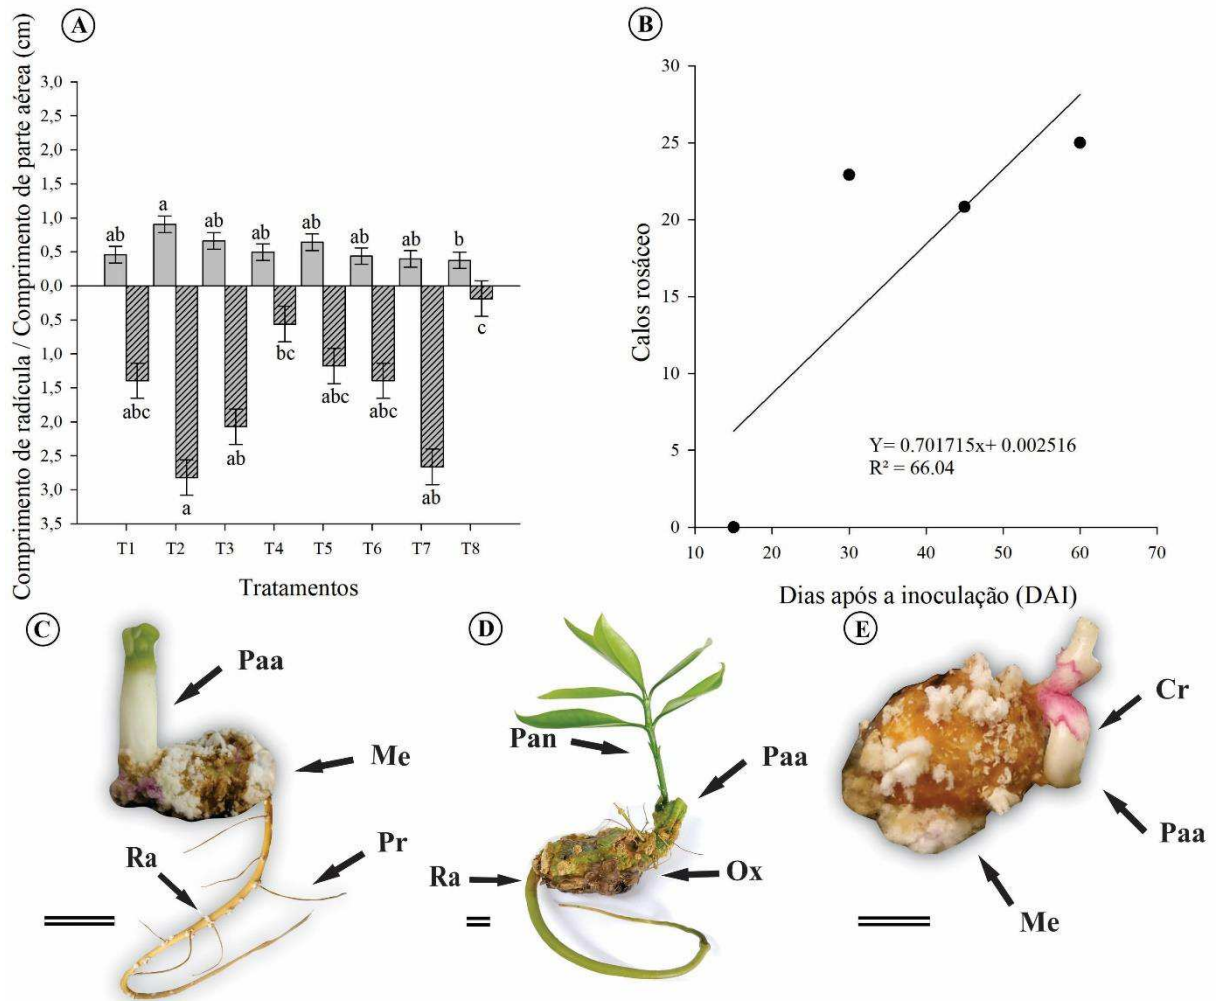 A
Comprimento de radícula / Comprimento de parte aérea (cm)
3,0
2,5
2,0
1,5
1,0
0,5
0,0
0,5
1,0
1,5
2,0
2,5
3,0
3,5
ab a ab ab ab ab ab b
abc a ab bc abc abc ab c
T1 T2 T3 T4 T5 T6 T7 T8
Tratamentos
B
Calos rosáceo
30
25
20
15
10
5
0
Y= 0.701715x+ 0.002516
R² = 66.04
10 20 30 40 50 60 70
Dias após a inoculação (DAI)
C
Paa
Me
Ra
Pr
D
Pan
Paa
Ra
Ox
E
Cr
Paa
Me